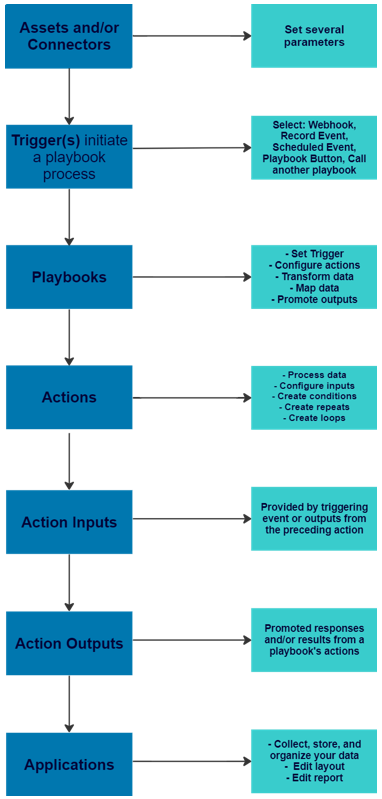 Assets and/or
Connectors
Set several
parameters
Trigger(s) initiate
a playbook
process
Select: Webhook,
Record Event,
Scheduled Event,
Playbook Button, Call
another playbook
Playbooks
- Set Trigger
- Configure actions
- Transform data
- Map data
- Promote outputs
Actions
- Process data
- Configure inputs
- Create conditions
- Create repeats
- Create loops
Action Inputs
Provided by triggering
event or outputs from
the preceding action
Action Outputs
Promoted responses
and/or results from a
playbook's actions
Applications
- Collect, store, and
organize your data
- Edit layout
- Edit report